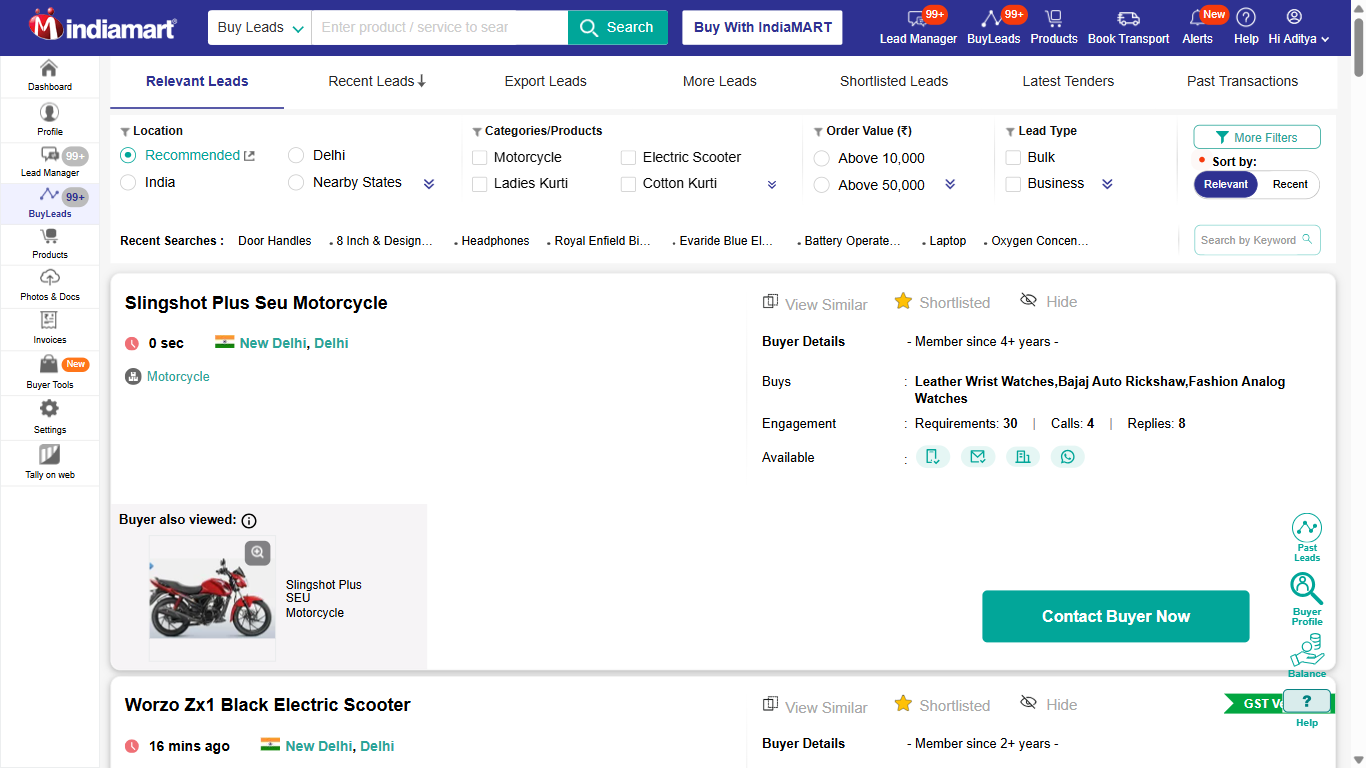 indiamart®
Buy Leads
Enter product / service to sear
Search
Buy With IndiaMART
99+
Lead Manager
99+
BuyLeads
Products
Book Transport
New
Alerts
Help
Hi Aditya
Dashboard
Profile
99+
Lead Manager
99+
BuyLeads
Products
Photos & Docs
Invoices
New
Buyer Tools
Settings
Tally on web
Relevant Leads
Recent Leads
Export Leads
More Leads
Shortlisted Leads
Latest Tenders
Past Transactions
Location
Recommended
Delhi
India
Nearby States
Categories/Products
Motorcycle
Electric Scooter
Ladies Kurti
Cotton Kurti
Order Value (₹)
Above 10,000
Above 50,000
Lead Type
Bulk
Business
More Filters
Sort by:
Relevant
Recent
Recent Searches :
Door Handles
8 Inch & Design...
Headphones
Royal Enfield Bi...
Evaride Blue El...
Battery Operate...
Laptop
Oxygen Concen...
Search by Keyword
Slingshot Plus Seu Motorcycle
0 sec
New Delhi, Delhi
Motorcycle
View Similar
Shortlisted
Hide
Buyer Details
- Member since 4+ years -
Buys : Leather Wrist Watches,Bajaj Auto Rickshaw,Fashion Analog
Watches
Engagement : Requirements: 30 | Calls: 4 | Replies: 8
Available :
Buyer also viewed:
Slingshot Plus
SEU
Motorcycle
Contact Buyer Now
Past
Leads
Buyer
Profile
Balance
?
Help
Worzo Zx1 Black Electric Scooter
16 mins ago
New Delhi, Delhi
View Similar
Shortlisted
Hide
GST Ve
Buyer Details
- Member since 2+ years -